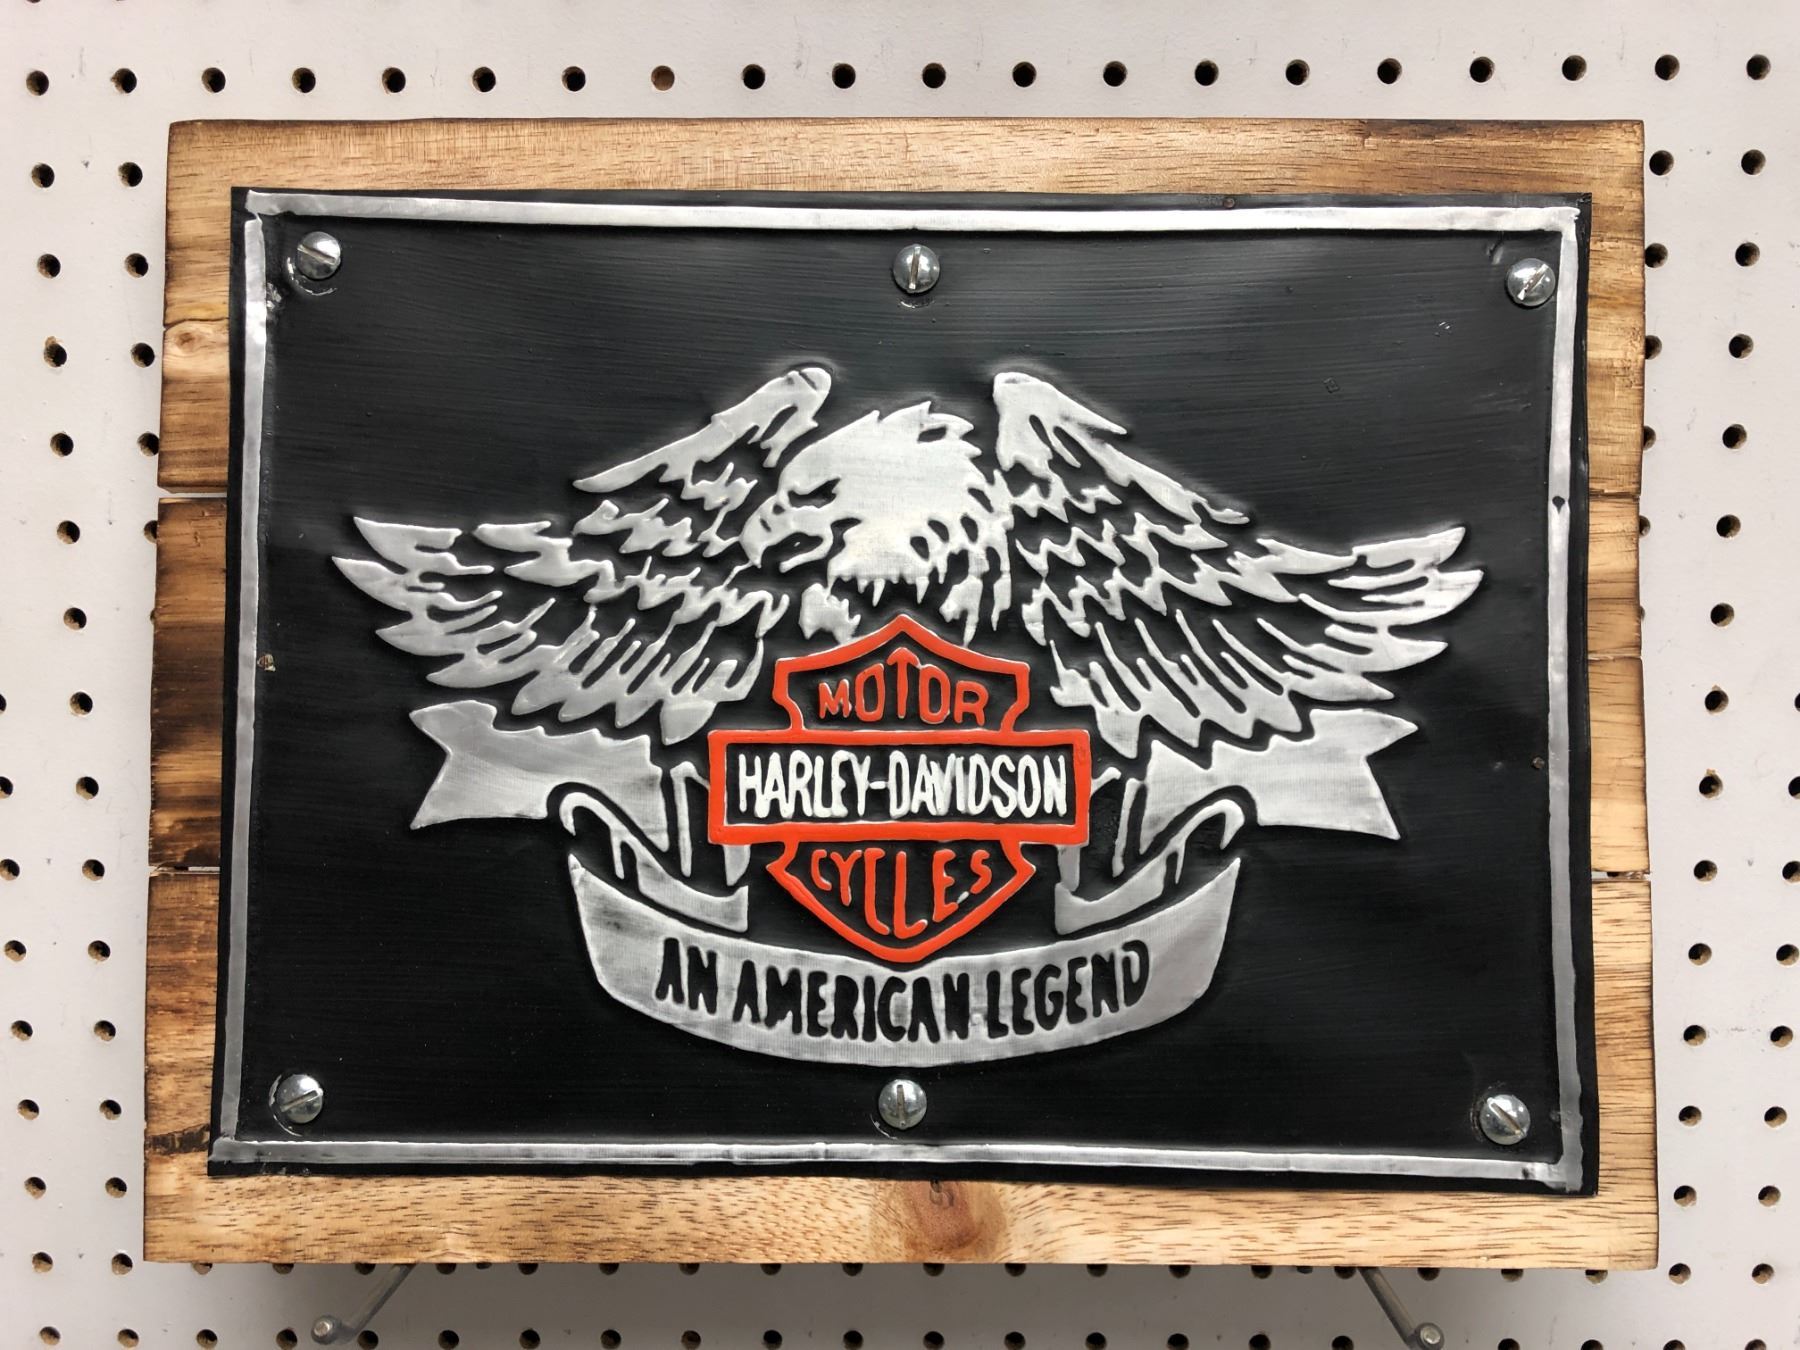 MOTOR
HARLEY-DAVIDSON
CYCLES
AN AMERICAN LEGEND